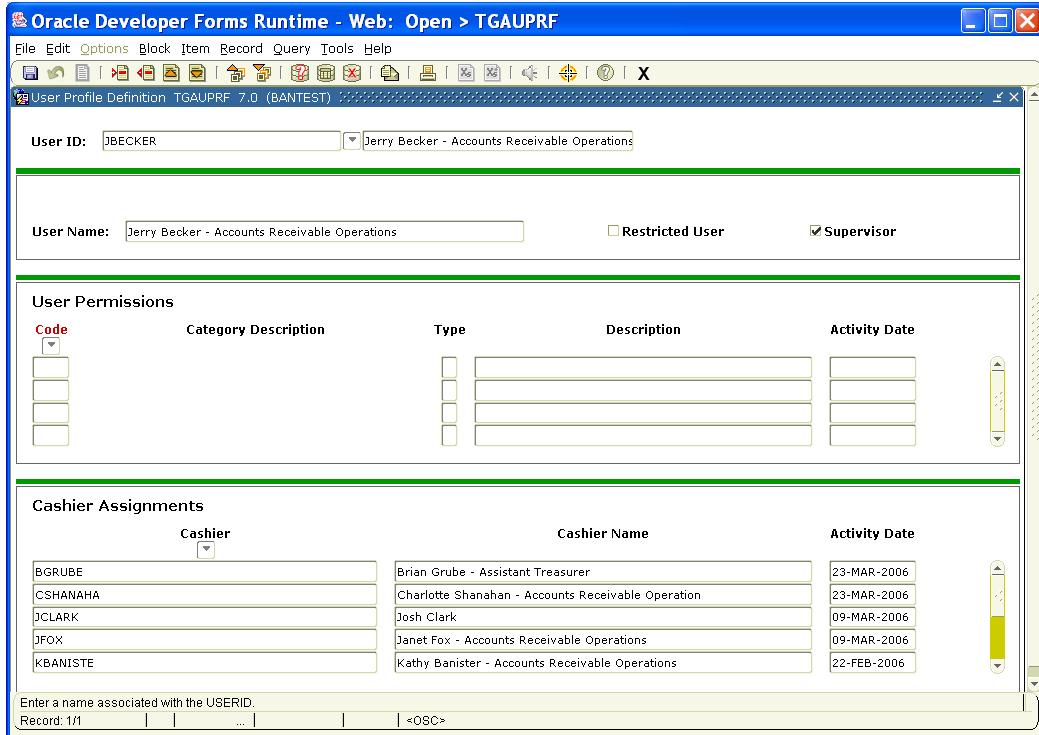 Oracle Developer Forms Runtime - Web: Open > TGAUPRF
File Edit Options Block Item Record Query Tools Help
X
User Profile Definition TGAUPRF 7.0 (BANTEST)
User ID: JBECKER Jerry Becker - Accounts Receivable Operations
User Name: Jerry Becker - Accounts Receivable Operations Restricted User Supervisor
User Permissions
Code Category Description Type Description Activity Date
Cashier Assignments
Cashier Cashier Name Activity Date
BGRUBE Brian Grube - Assistant Treasurer 23-MAR-2006
CSHANAHA Charlotte Shanahan - Accounts Receivable Operation 23-MAR-2006
JCLARK Josh Clark 09-MAR-2006
JFOX Janet Fox - Accounts Receivable Operations 09-MAR-2006
KBANISTE Kathy Banister - Accounts Receivable Operations 22-FEB-2006
Enter a name associated with the USERID.
Record: 1/1 ... <OSC>